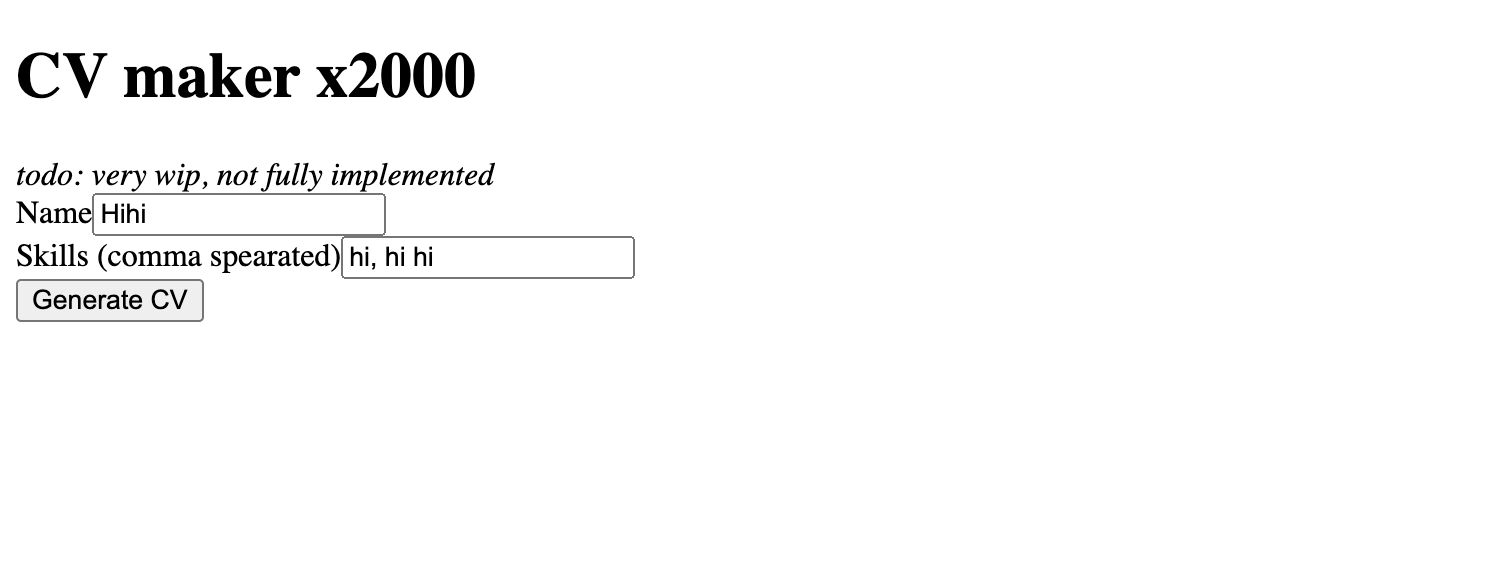 CV maker x2000
todo: very wip, not fully implemented
Name Hihi
Skills (comma spearated) hi, hi hi
Generate CV